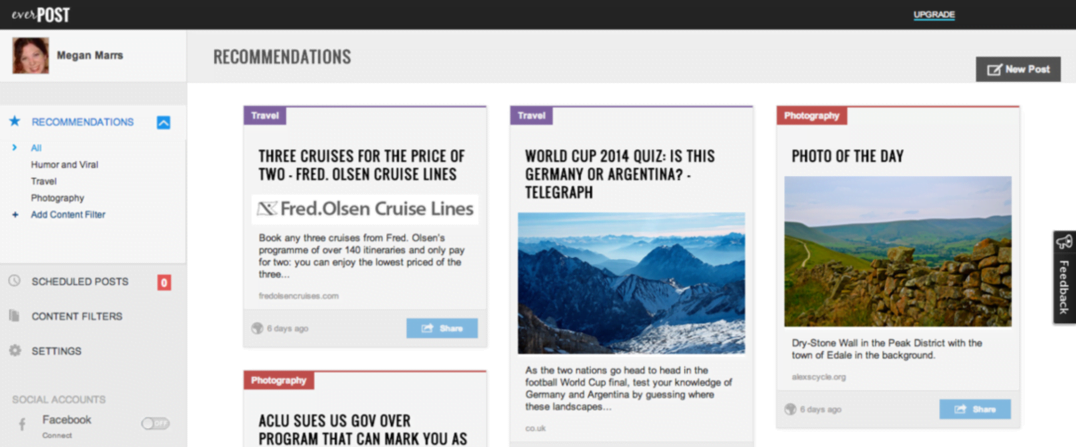 everPOST
UPGRADE
Megan Marrs
RECOMMENDATIONS
New Post
RECOMMENDATIONS
All
Humor and Viral
Travel
Photography
+ Add Content Filter
SCHEDULED POSTS 0
CONTENT FILTERS
SETTINGS
SOCIAL ACCOUNTS
Facebook
OFF
Connect
Travel
THREE CRUISES FOR THE PRICE OF
TWO - FRED. OLSEN CRUISE LINES
Fred.Olsen Cruise Lines
Book any three cruises from Fred. Olsen's
programme of over 140 itineraries and only pay
for two: you can enjoy the lowest priced of the
three...
fredolsencruises.com
6 days ago
Share
Photography
ACLU SUES US GOV OVER
PROGRAM THAT CAN MARK YOU AS
Travel
WORLD CUP 2014 QUIZ: IS THIS
GERMANY OR ARGENTINA? -
TELEGRAPH
As the two nations go head to head in the
football World Cup final, test your knowledge of
Germany and Argentina by guessing where
these landscapes...
co.uk
Photography
PHOTO OF THE DAY
Dry-Stone Wall in the Peak District with the
town of Edale in the background.
alexscycle.org
6 days ago
Share
Feedback